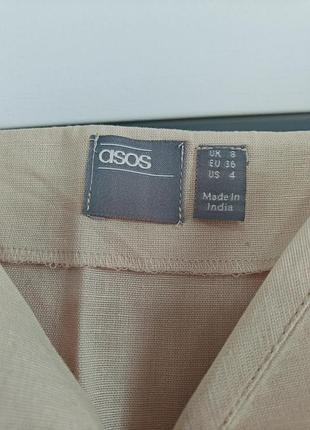 asos
UK 8
EU 36
US 4
Made in
India